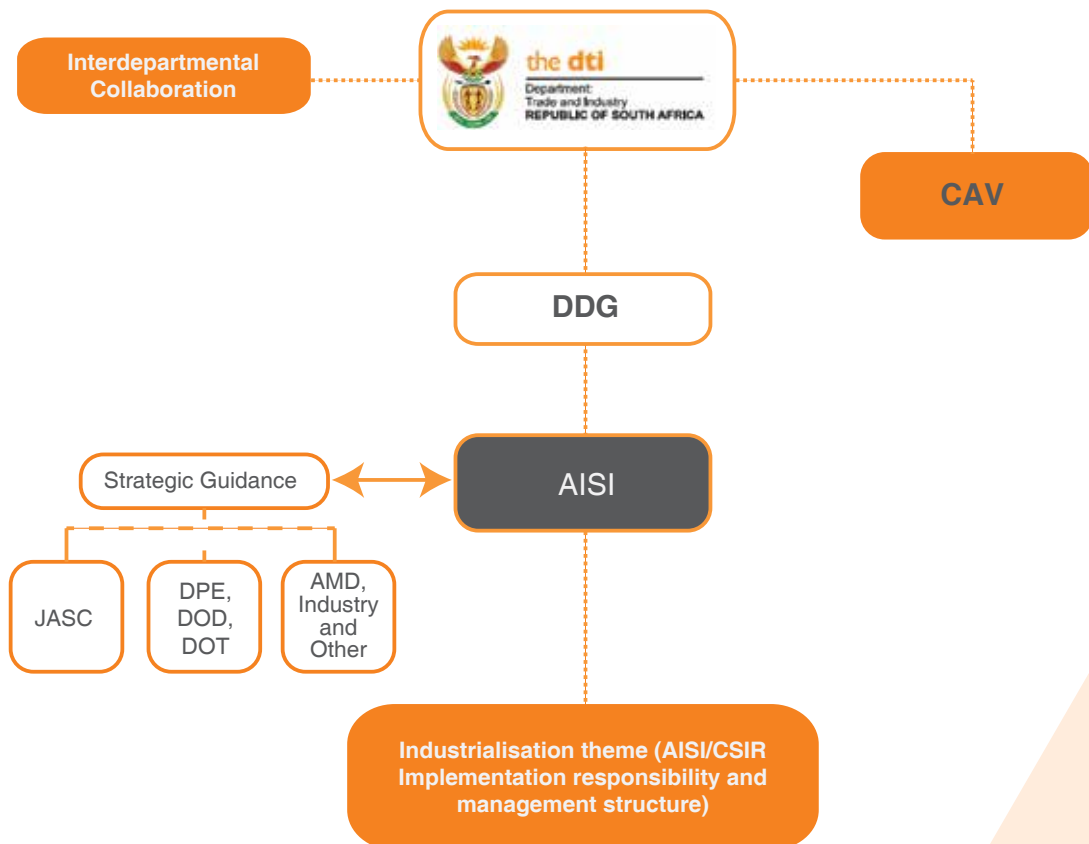 Interdepartmental
Collaboration
the dti
Department:
Trade and Industry
REPUBLIC OF SOUTH AFRICA
CAV
DDG
AISI
Strategic Guidance
JASC
DPE,
DOD,
DOT
AMD,
Industry
and
Other
Industrialisation theme (AISI/CSIR
Implementation responsibility and
management structure)